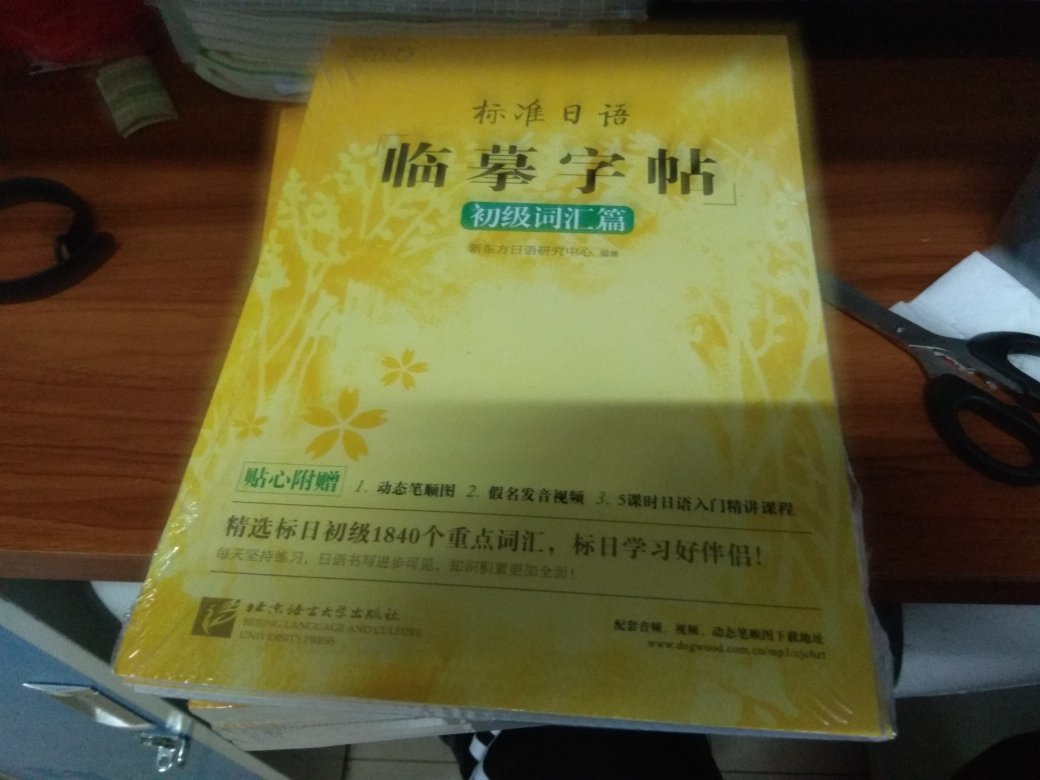 标准日语
「临摹字帖」
初级词汇篇
新东方日语研究中心 编著
贴心附赠 1. 动态笔顺图 2. 假名发音视频 3. 5课时日语入门精讲课程
精选标日初级1840个重点词汇，标日学习好伴侣！
每天坚持练习，日语书写进步可见，知识积累更加全面！
北京语言大学出版社
BEIJING LANGUAGE AND CULTURE
UNIVERSITY PRESS
配套音频、视频、动态笔顺图下载地址
www.dogwood.com.cn/mp3/cjchzt